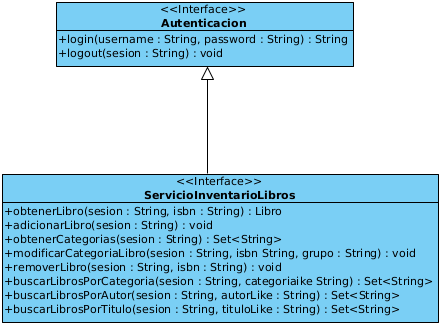 <<Interface>>
Autenticacion
+login(username : String, password : String) : String
+logout(sesion : String) : void
<<Interface>>
ServicioInventarioLibros
+obtenerLibro(sesion : String, isbn : String) : Libro
+adicionarLibro(sesion : String) : void
+obtenerCategorias(sesion : String) : Set<String>
+modificarCategoriaLibro(sesion : String, isbn String, grupo : String) : void
+removerLibro(sesion : String, isbn : String) : void
+buscarLibrosPorCategoria(sesion : String, categoriaike String) : Set<String>
+buscarLibrosPorAutor(sesion : String, autorLike : String) : Set<String>
+buscarLibrosPorTitulo(sesion : String, tituloLike : String) : Set<String>